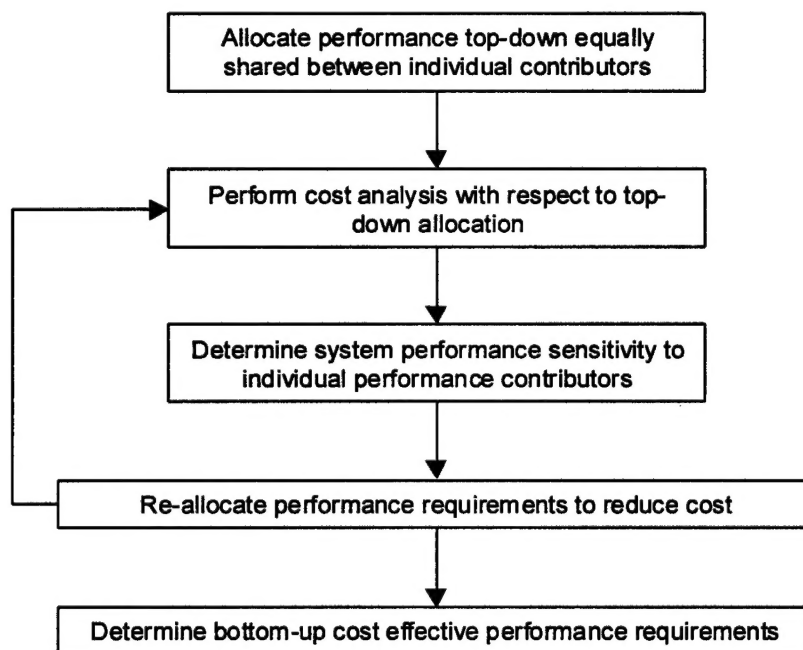 Allocate performance top-down equally
shared between individual contributors
Perform cost analysis with respect to top-
down allocation
Determine system performance sensitivity to
individual performance contributors
Re-allocate performance requirements to reduce cost
Determine bottom-up cost effective performance requirements